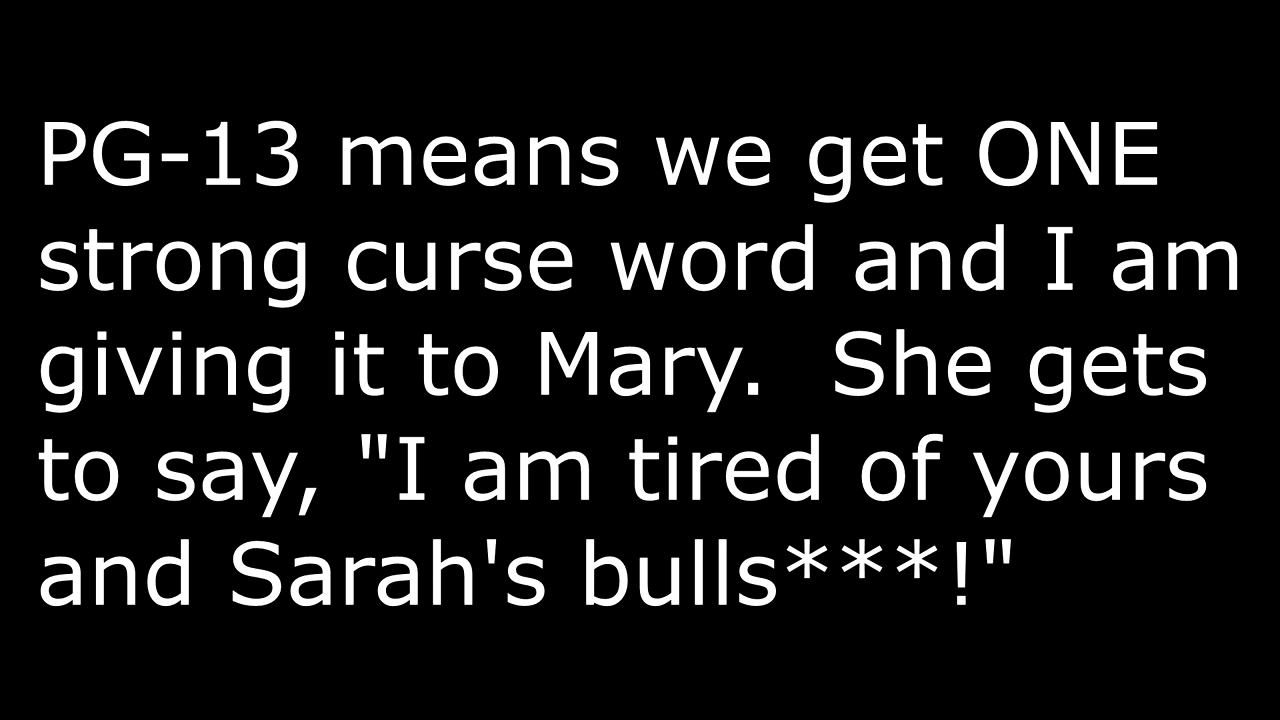 PG-13 means we get ONE
strong curse word and I am
giving it to Mary.  She gets
to say, "I am tired of yours
and Sarah's bulls***!"